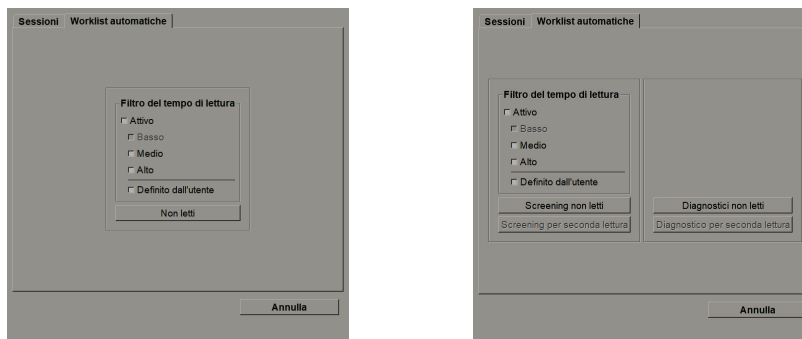 Sessioni Worklist automatiche
Filtro del tempo di lettura
Attivo
Basso
Medio
Alto
Definito dall'utente
Non letti
Annulla
Sessioni Worklist automatiche
Filtro del tempo di lettura
Attivo
Basso
Medio
Alto
Definito dall'utente
Screening non letti Diagnostici non letti
Screening per seconda lettura Diagnostico per seconda lettura
Annulla